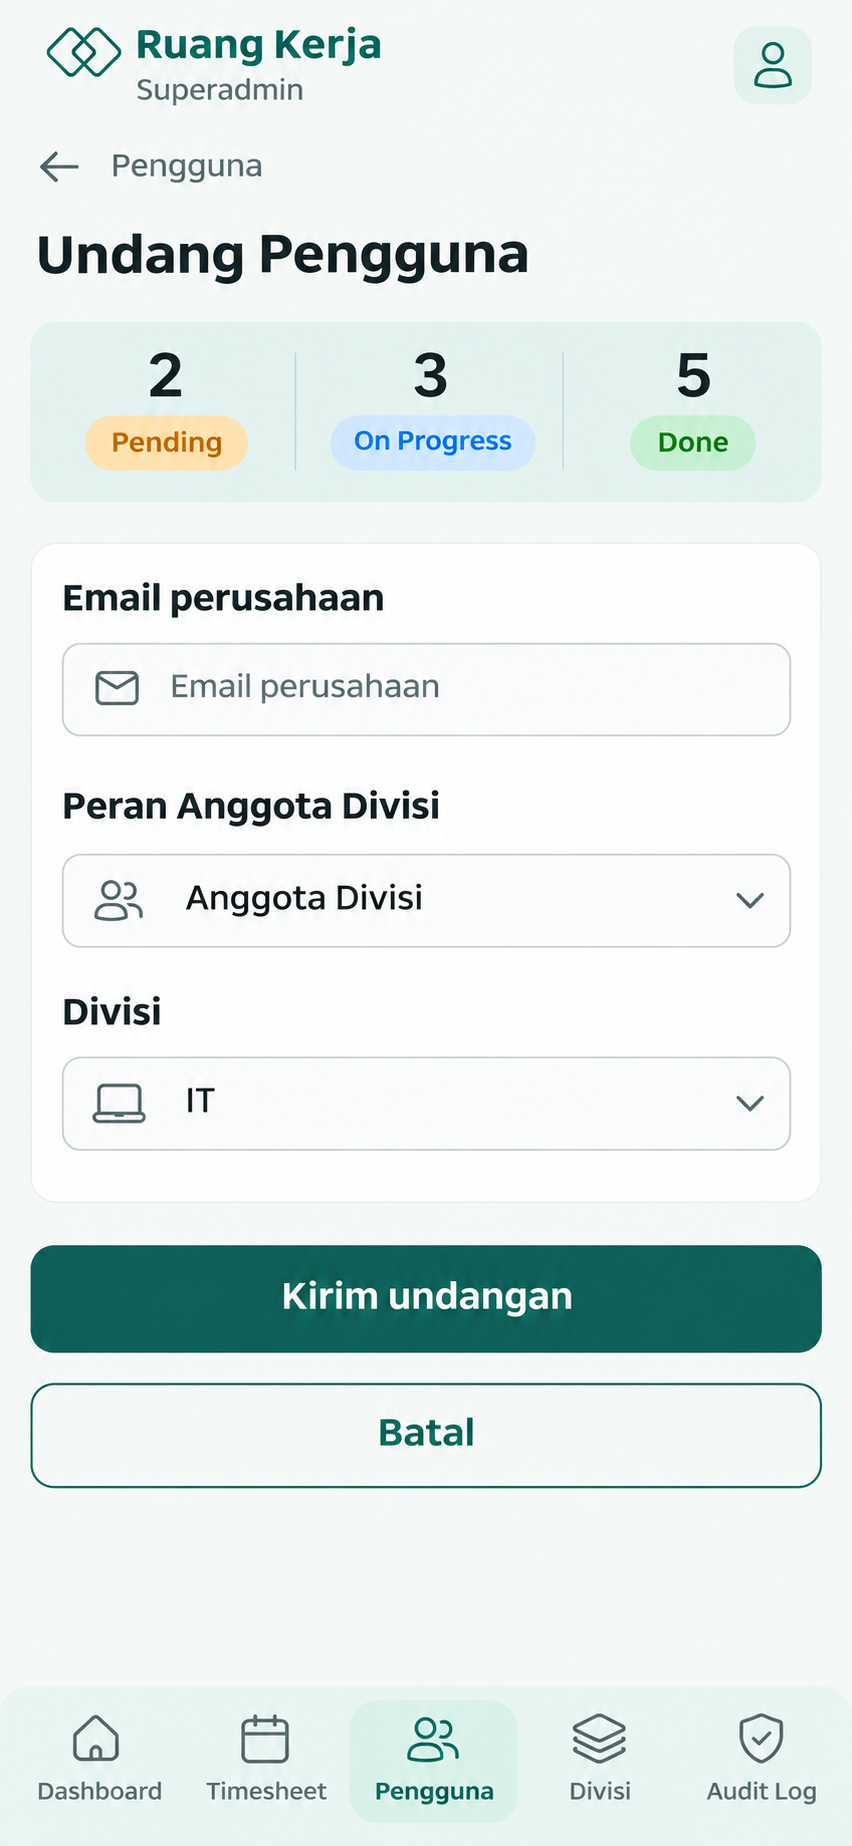 Ruang Kerja
Superadmin
Pengguna
Undang Pengguna
2
Pending
3
On Progress
5
Done
Email perusahaan
Email perusahaan
Peran Anggota Divisi
Anggota Divisi
Divisi
IT
Kirim undangan
Batal
Dashboard
Timesheet
Pengguna
Divisi
Audit Log